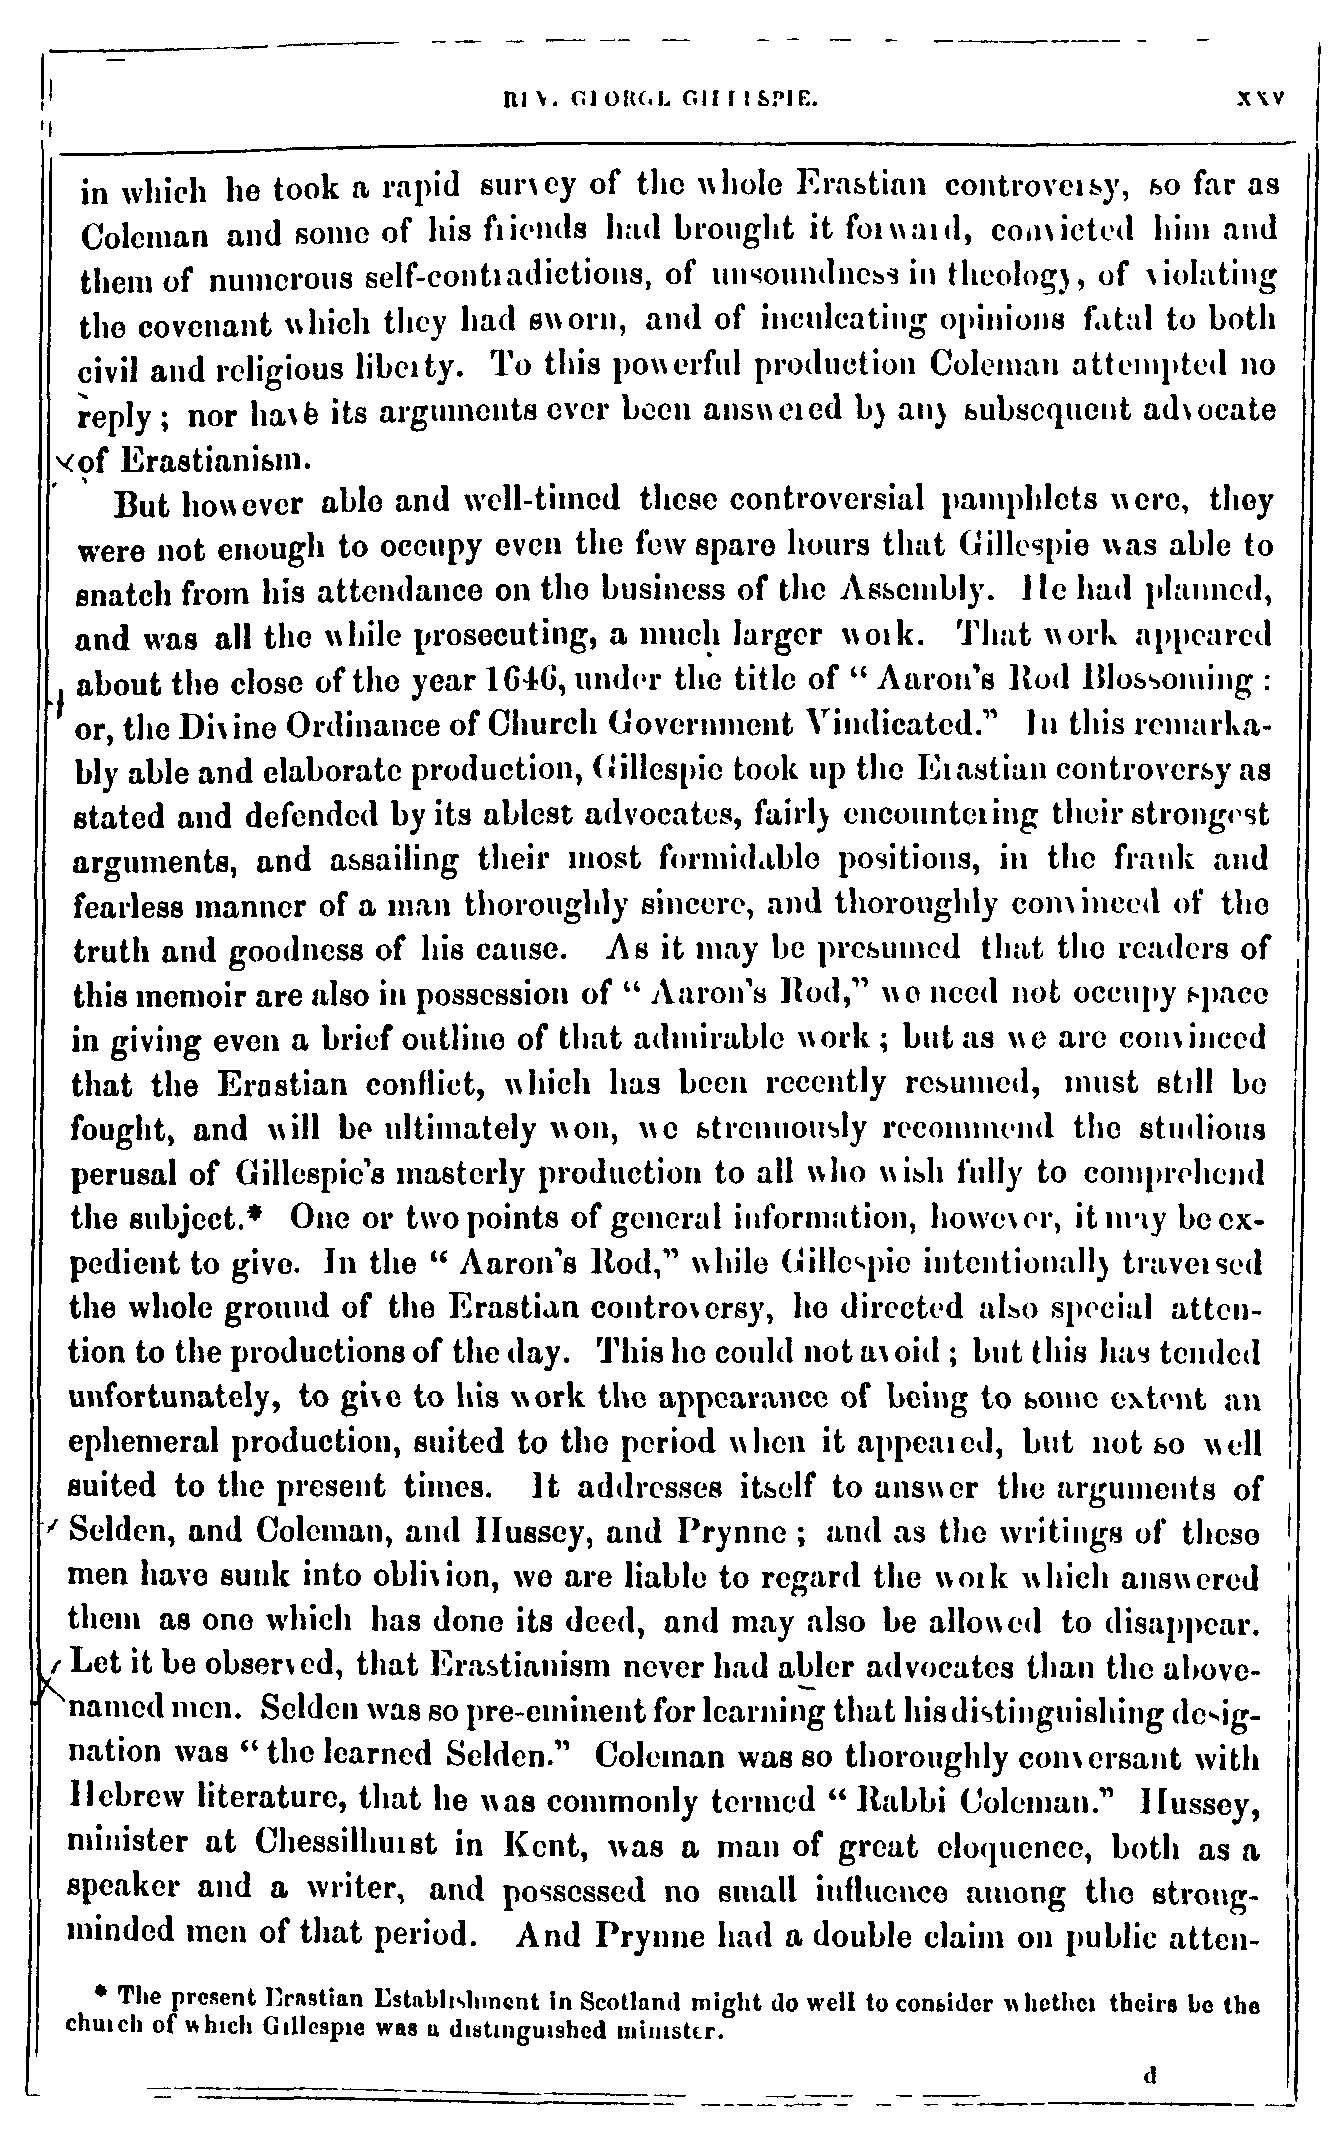 REV. GEORGE GILLESPIE. xxv
in which he took a rapid survey of the whole Erastian controversy, so far as
Coleman and some of his friends had brought it forward, convicted him and
them of numerous self-contradictions, of unsoundness in theology, of violating
the covenant which they had sworn, and of inculcating opinions fatal to both
civil and religious liberty. To this powerful production Coleman attempted no
reply; nor have its arguments ever been answered by any subsequent advocate
of Erastianism.
But however able and well-timed these controversial pamphlets were, they
were not enough to occupy even the few spare hours that Gillespie was able to
snatch from his attendance on the business of the Assembly. He had planned,
and was all the while prosecuting, a much larger work. That work appeared
about the close of the year 1646, under the title of “ Aaron's Rod Blossoming :
or, the Divine Ordinance of Church Government Vindicated.” In this remarka-
bly able and elaborate production, Gillespie took up the Erastian controversy as
stated and defended by its ablest advocates, fairly encountering their strongest
arguments, and assailing their most formidable positions, in the frank and
fearless manner of a man thoroughly sincere, and thoroughly convinced of the
truth and goodness of his cause. As it may be presumed that the readers of
this memoir are also in possession of “ Aaron's Rod,” we need not occupy space
in giving even a brief outline of that admirable work ; but as we are convinced
that the Erastian conflict, which has been recently resumed, must still be
fought, and will be ultimately won, we strenuously recommend the studious
perusal of Gillespie's masterly production to all who wish fully to comprehend
the subject.* One or two points of general information, however, it may be ex-
pedient to give. In the “ Aaron's Rod,” while Gillespie intentionally traversed
the whole ground of the Erastian controversy, he directed also special atten-
tion to the productions of the day. This he could not avoid ; but this has tended
unfortunately, to give to his work the appearance of being to some extent an
ephemeral production, suited to the period when it appeared, but not so well
suited to the present times. It addresses itself to answer the arguments of
Selden, and Coleman, and Hussey, and Prynne ; and as the writings of these
men have sunk into oblivion, we are liable to regard the work which answered
them as one which has done its deed, and may also be allowed to disappear.
Let it be observed, that Erastianism never had abler advocates than the above-
named men. Selden was so pre-eminent for learning that his distinguishing desig-
nation was “ the learned Selden.” Coleman was so thoroughly conversant with
Hebrew literature, that he was commonly termed “ Rabbi Coleman.” Hussey,
minister at Chessilhurst in Kent, was a man of great eloquence, both as a
speaker and a writer, and possessed no small influence among the strong-
minded men of that period. And Prynne had a double claim on public atten-
* The present Erastian Establishment in Scotland might do well to consider whether theirs be the
church of which Gillespie was a distinguished minister.
d